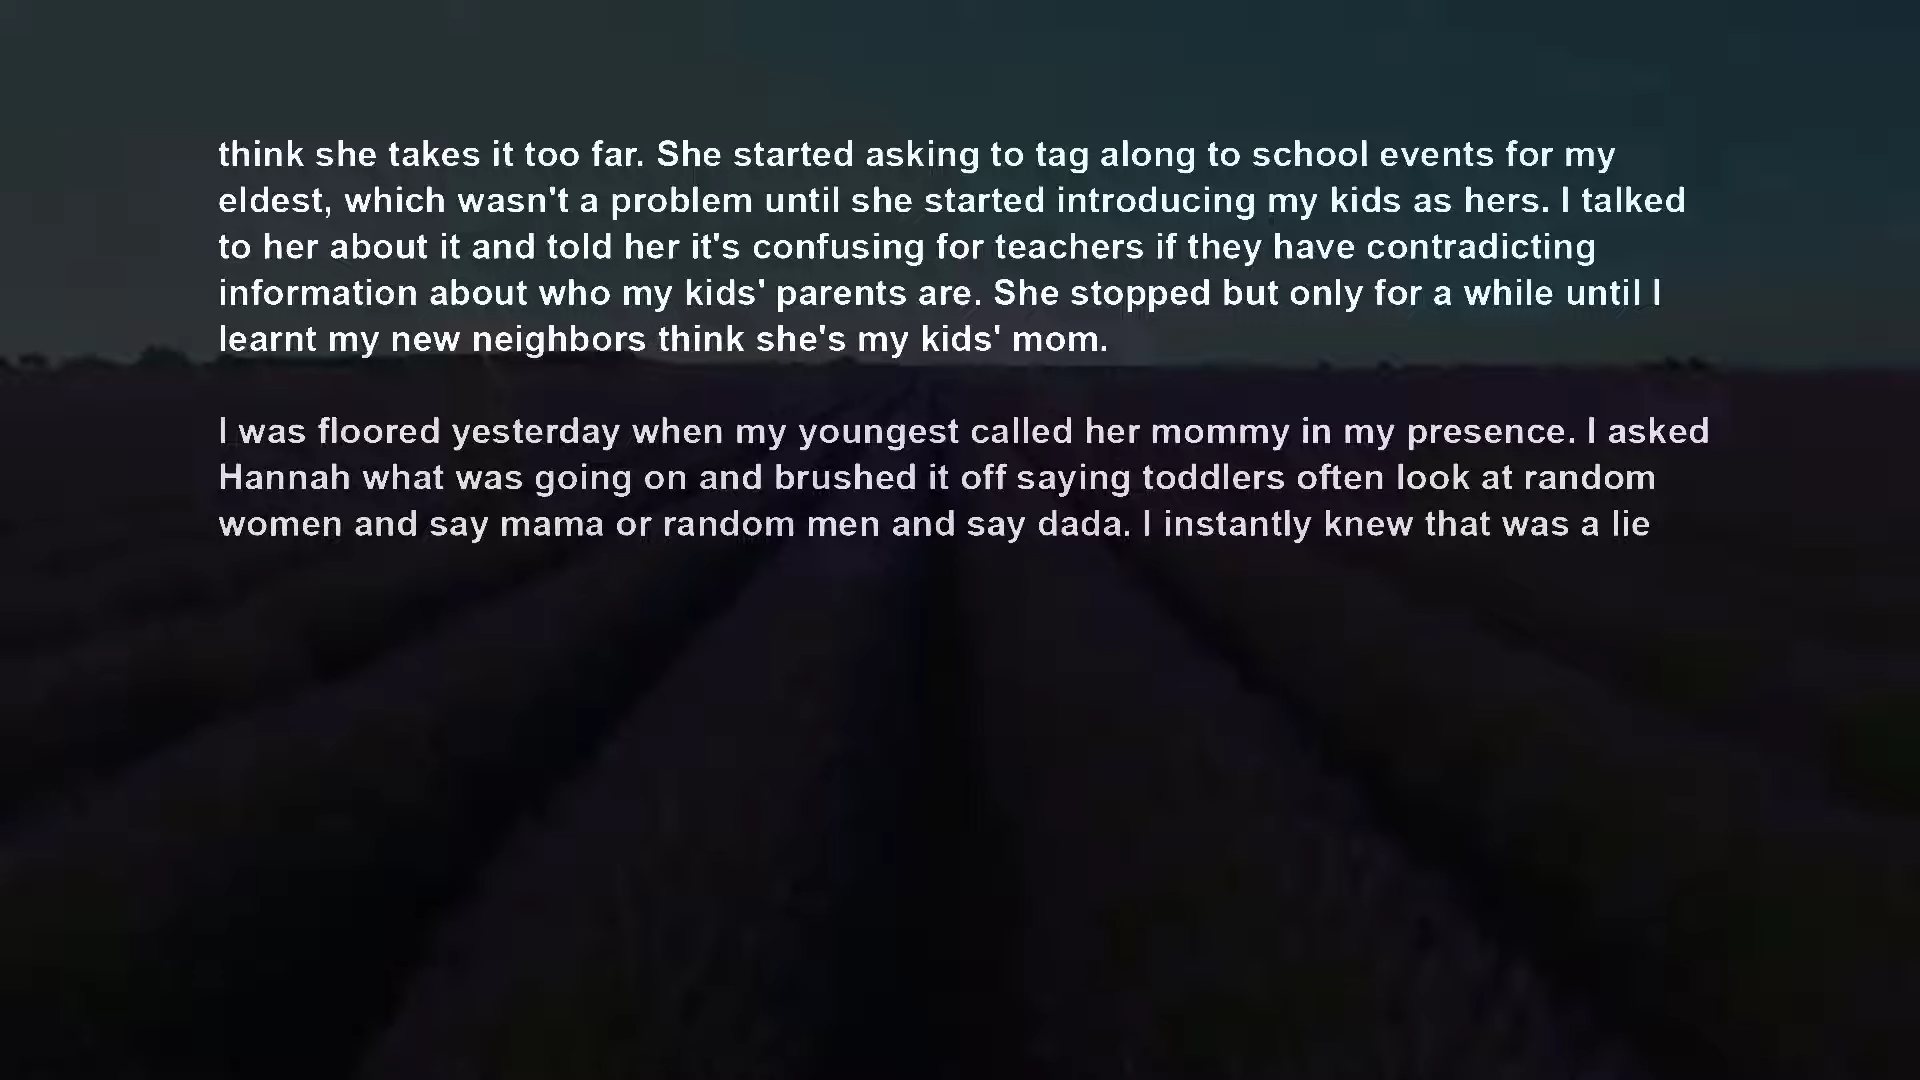 think she takes it too far. She started asking to tag along to school events for my
eldest, which wasn't a problem until she started introducing my kids as hers. I talked
to her about it and told her it's confusing for teachers if they have contradicting
information about who my kids' parents are. She stopped but only for a while until I
learnt my new neighbors think she's my kids' mom.
I was floored yesterday when my youngest called her mommy in my presence. I asked
Hannah what was going on and brushed it off saying toddlers often look at random
women and say mama or random men and say dada. I instantly knew that was a lie